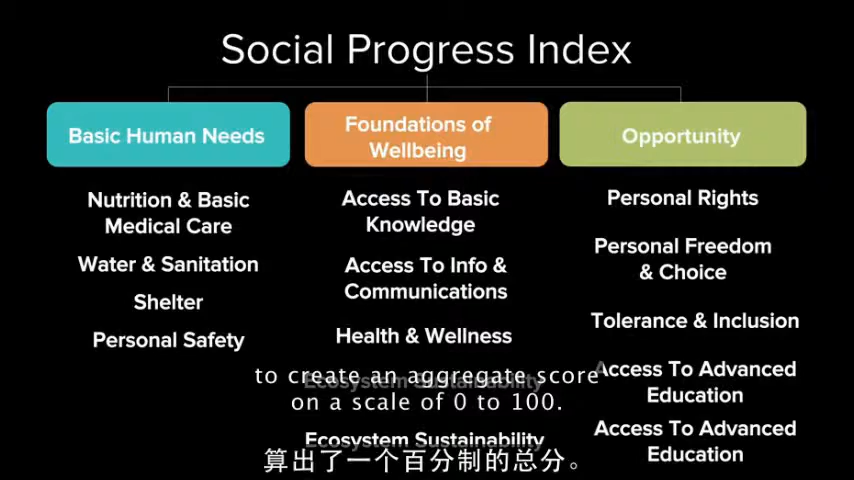 Social Progress Index
Basic Human Needs
Nutrition & Basic
Medical Care
Water & Sanitation
Shelter
Personal Safety
Foundations of
Wellbeing
Access To Basic
Knowledge
Access To Info &
Communications
Health & Wellness
Ecosystem Sustainability
Ecosystem Sustainability
Opportunity
Personal Rights
Personal Freedom
& Choice
Tolerance & Inclusion
Access To Advanced
Education
Access To Advanced
Education
to create an aggregate score
on a scale of 0 to 100.
算出了一个百分制的总分。